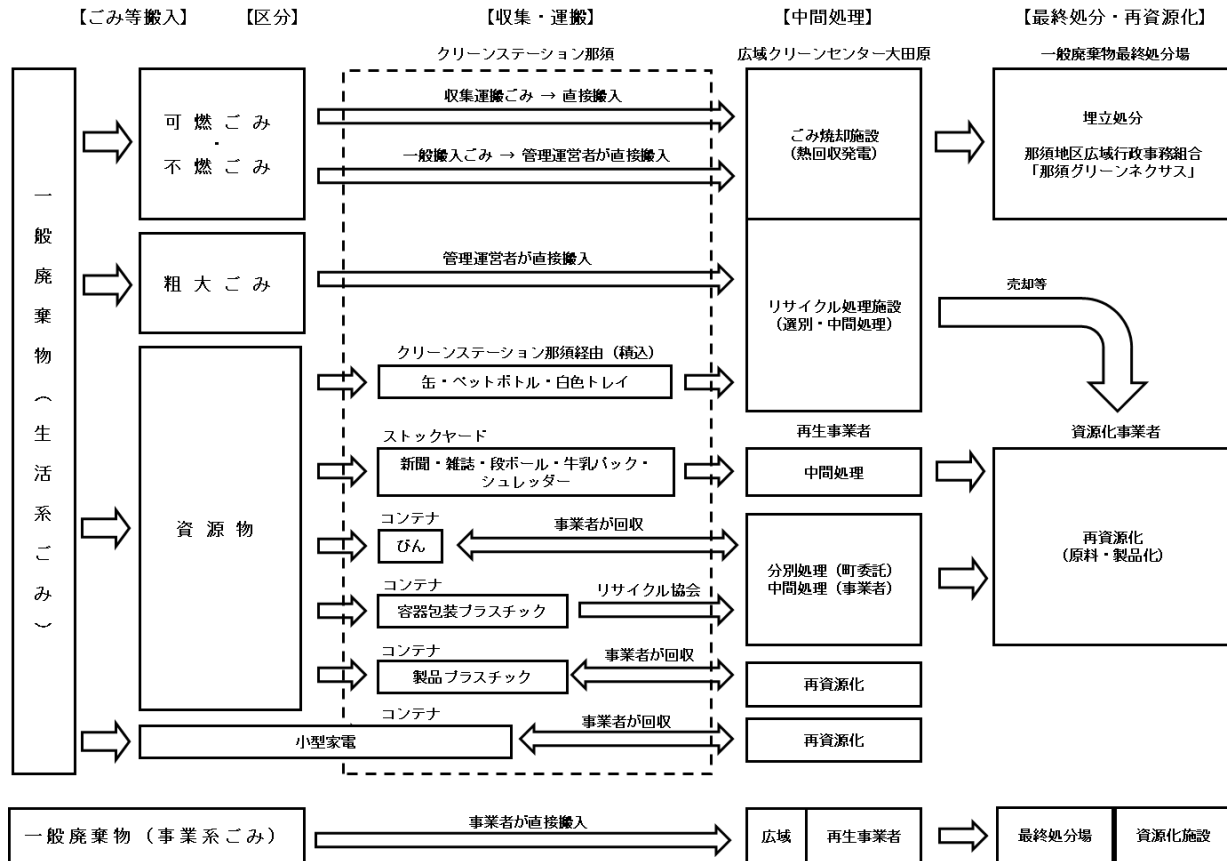 【ごみ等搬入】 【区分】 【収集・運搬】 【中間処理】 【最終処分・再資源化】
クリーンステーション那須
広域クリーンセンター大田原
一般廃棄物最終処分場
一般廃棄物（生活系ごみ）
可燃ごみ
・
不燃ごみ
収集運搬ごみ → 直接搬入
一般搬入ごみ → 管理運営者が直接搬入
ごみ焼却施設
（熱回収発電）
埋立処分
那須地区広域行政事務組合
「那須グリーンネクサス」
粗大ごみ
管理運営者が直接搬入
リサイクル処理施設
（選別・中間処理）
売却等
資源物
クリーンステーション那須経由（積込）
缶・ペットボトル・白色トレイ
ストックヤード
新聞・雑誌・段ボール・牛乳パック・
シュレッダー
再生事業者
中間処理
資源化事業者
再資源化
（原料・製品化）
コンテナ
びん
事業者が回収
分別処理（町委託）
中間処理（事業者）
コンテナ
容器包装プラスチック
リサイクル協会
コンテナ
製品プラスチック
事業者が回収
再資源化
コンテナ
小型家電
事業者が回収
再資源化
一般廃棄物（事業系ごみ）
事業者が直接搬入
広域
再生事業者
最終処分場
資源化施設